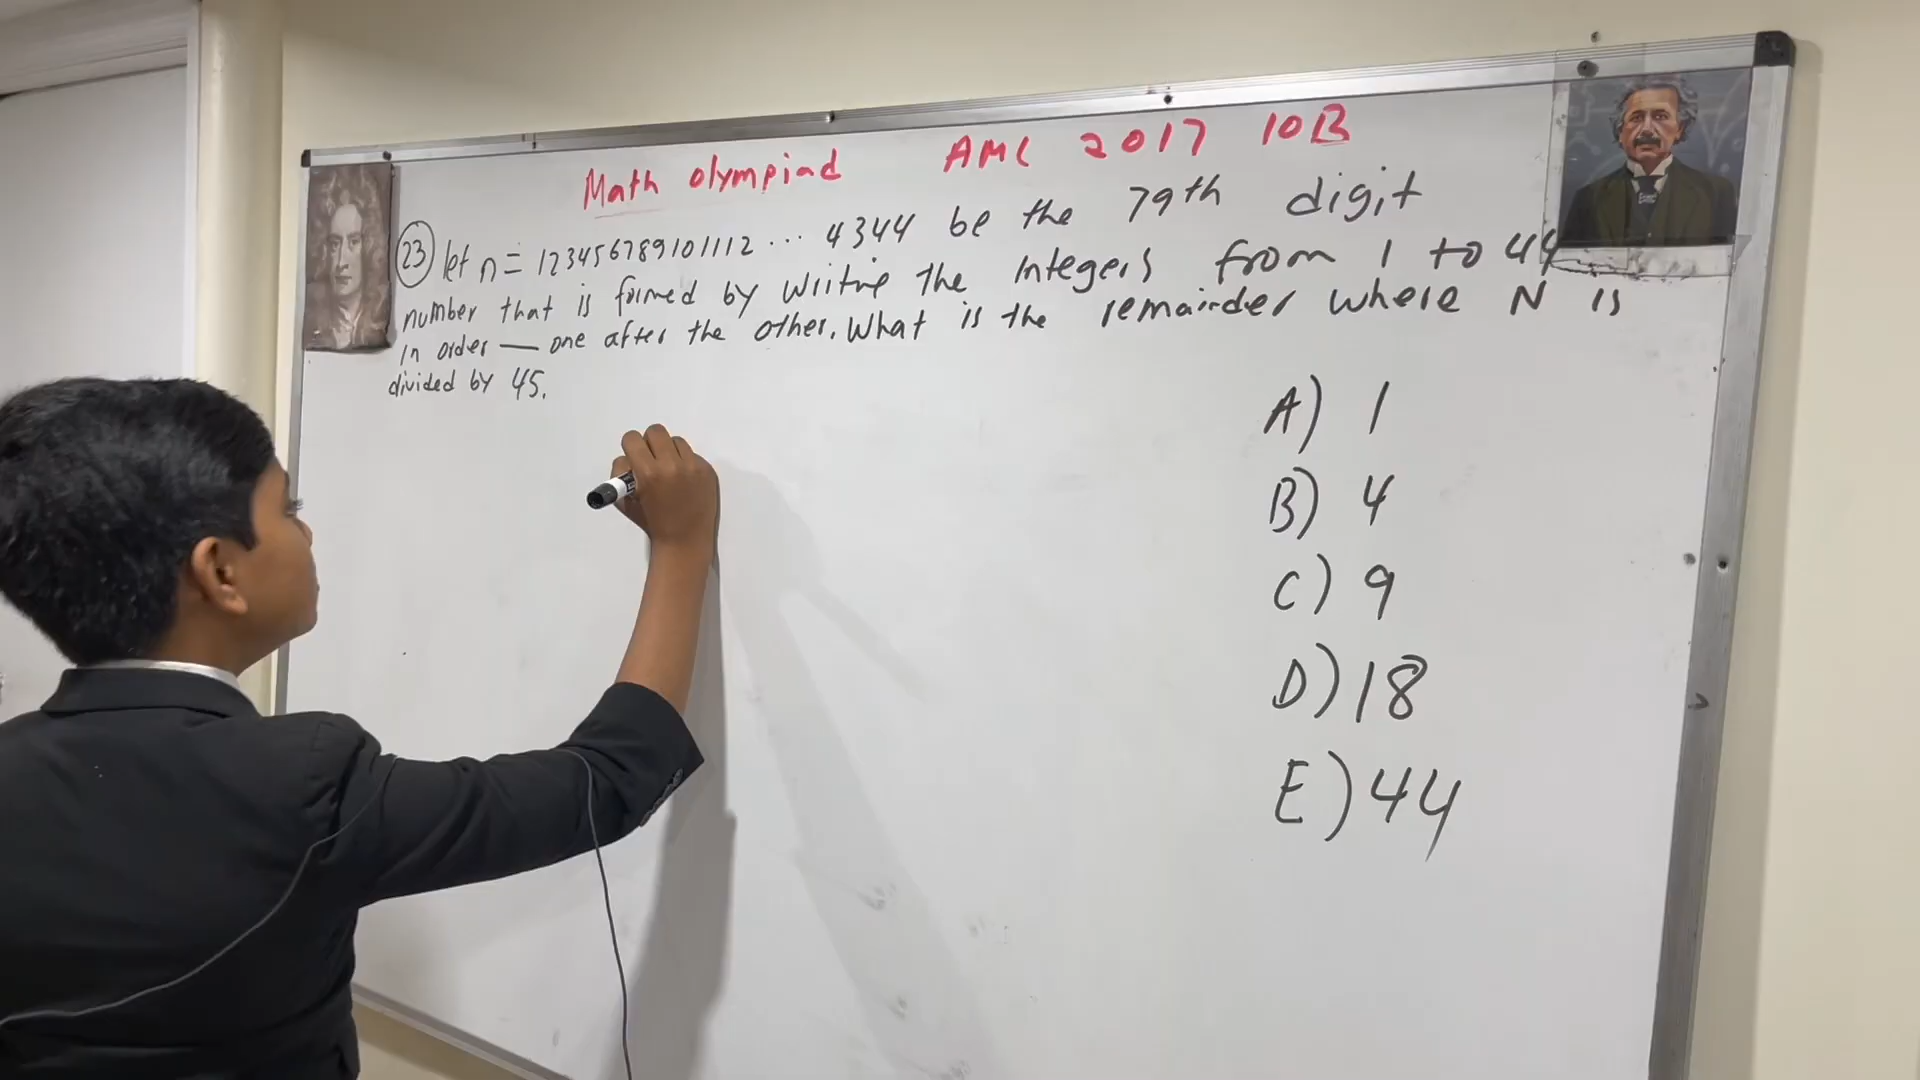 Math olympiad AMC 2017 10B
(23) let n = 123456789101112 ... 4344 be the 79th digit
number that is formed by writine the Integers from 1 to 44
In order — one after the other. What is the remainder where N is
divided by 45.
A) 1
B) 4
C) 9
D) 18
E) 44